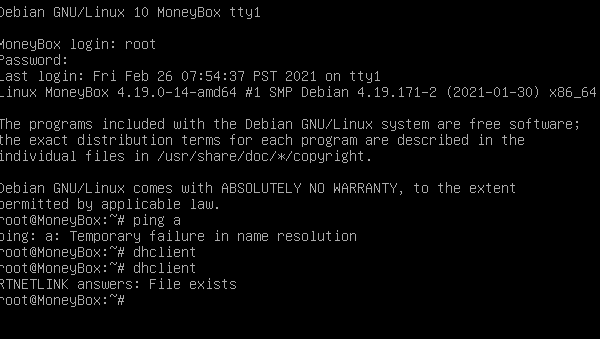 Debian GNU/Linux 10 MoneyBox tty1
MoneyBox login: root
Password:
Last login: Fri Feb 26 07:54:37 PST 2021 on tty1
Linux MoneyBox 4.19.0-14-amd64 #1 SMP Debian 4.19.171-2 (2021-01-30) x86_64
The programs included with the Debian GNU/Linux system are free software;
the exact distribution terms for each program are described in the
individual files in /usr/share/doc/*/copyright.
Debian GNU/Linux comes with ABSOLUTELY NO WARRANTY, to the extent
permitted by applicable law.
root@MoneyBox:~# ping a
ping: a: Temporary failure in name resolution
root@MoneyBox:~# dhclient
root@MoneyBox:~# dhclient
RTNETLINK answers: File exists
root@MoneyBox:~#